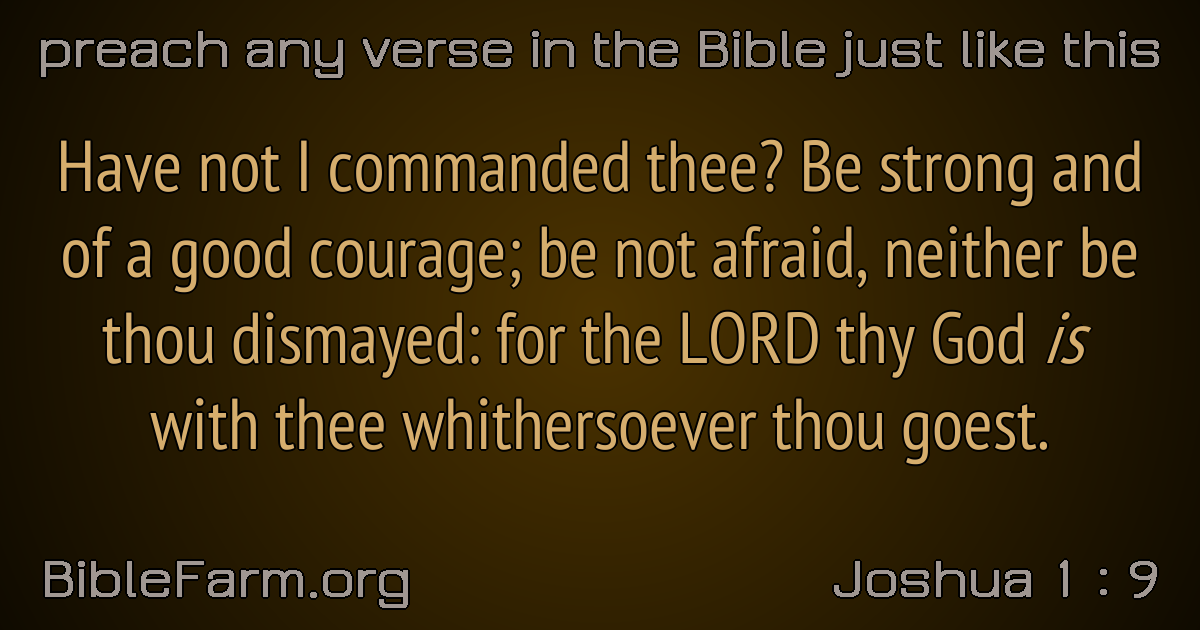 preach any verse in the Bible just like this
Have not I commanded thee? Be strong and
of a good courage; be not afraid, neither be
thou dismayed: for the LORD thy God is
with thee whithersoever thou goest.
BibleFarm.org
Joshua 1 : 9